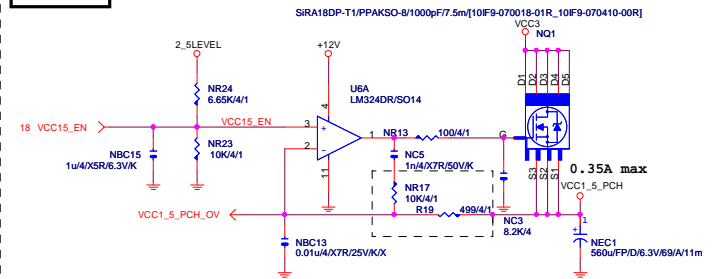 SiRA18DP-T1/PPAKSO-8/1000pF/7.5m/[10IF9-070018-01R_10IF9-070410-00R]
VCC3
NQ1
2_5LEVEL
+12V
D1
D2
D3
D4
D5
NR24
6.65K/4/1
U6A
LM324DR/SO14
4
18 VCC15_EN
VCC15_EN
3
+
2
-
1
11
NR13
100/4/1
G
NBC15
1u/4/X5R/6.3V/K
NR23
10K/4/1
NC5
1n/4/X7R/50V/K
S3
S2
S1
0.35A max
VCC1_5_PCH
NR17
10K/4/1
VCC1_5_PCH_OV
R19
499/4/1
NC3
8.2K/4
1
+
NEC1
560u/FP/D/6.3V/69/A/11m
NBC13
0.01u/4/X7R/25V/K/X